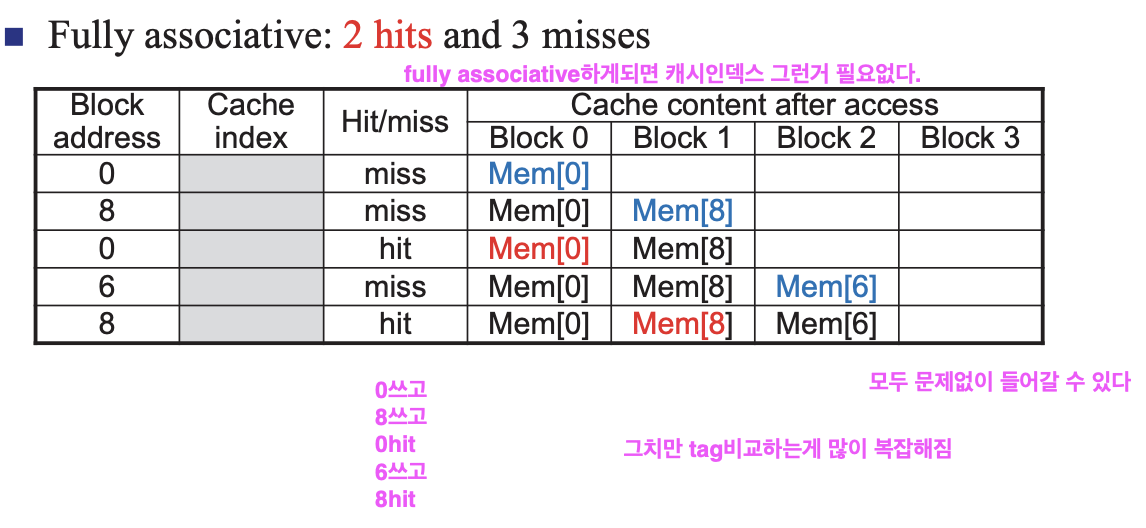 Fully associative: 2 hits and 3 misses
fully associative하게되면 캐시인덱스 그런거 필요없다.
Block address Cache index Hit/miss Cache content after access
Block 0 Block 1 Block 2 Block 3
0 miss Mem[0]
8 miss Mem[0] Mem[8]
0 hit Mem[0] Mem[8]
6 miss Mem[0] Mem[8] Mem[6]
8 hit Mem[0] Mem[8] Mem[6]
모두 문제없이 들어갈 수 있다
0쓰고
8쓰고
0hit
그치만 tag비교하는게 많이 복잡해짐
6쓰고
8hit